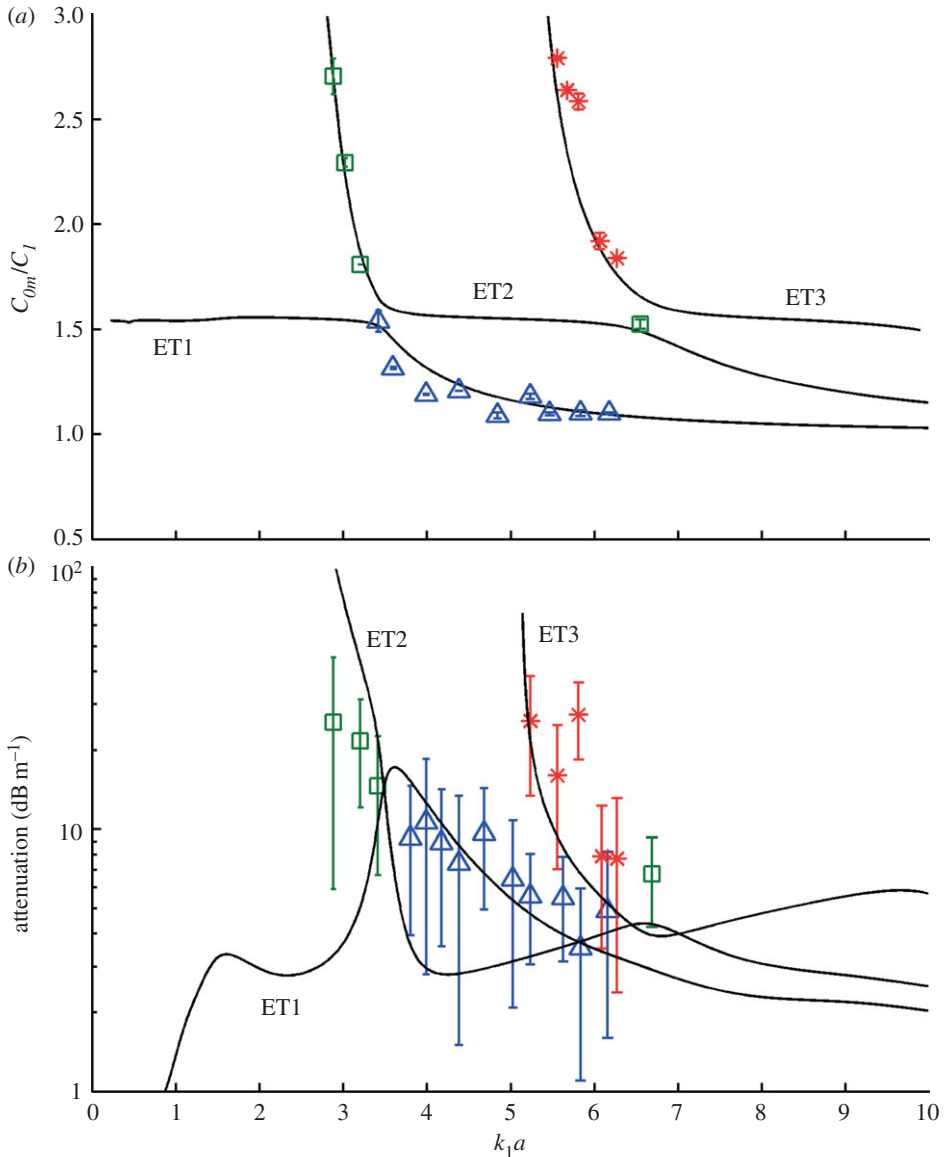 (a)
3.0
2.5
2.0
1.5
1.0
0.5
C0m/C1
ET1
ET2
ET3
(b)
10²
10
1
attenuation (dB m⁻¹)
ET2
ET3
ET1
0 1 2 3 4 5 6 7 8 9 10
k₁a